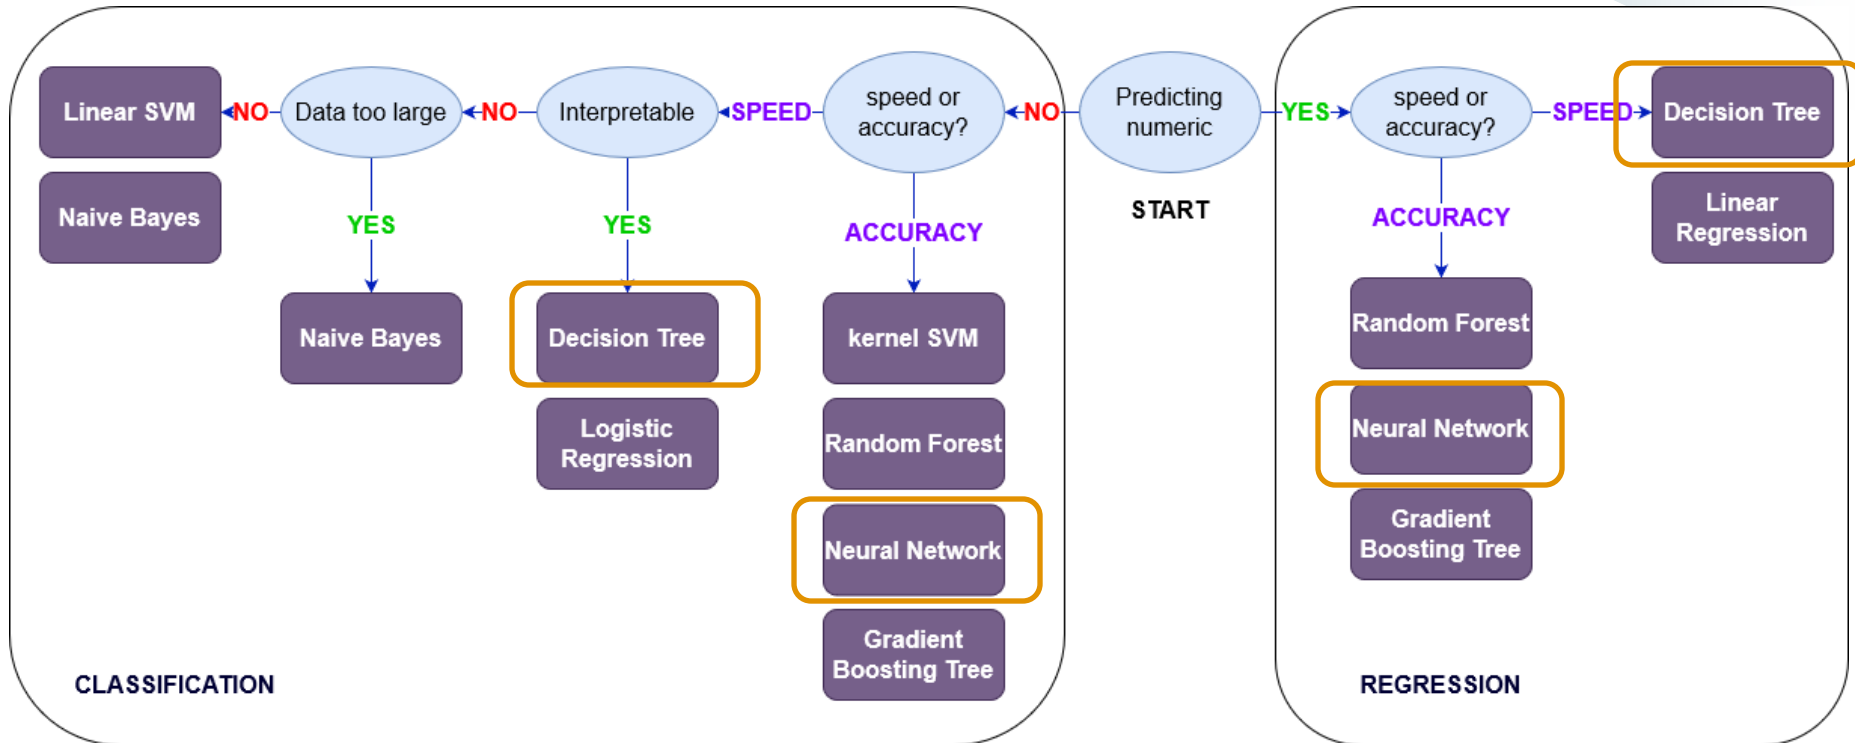 Linear SVM
NO
Data too large
NO
Interpretable
SPEED
speed or
accuracy?
NO
Predicting
numeric
YES
speed or
accuracy?
SPEED
Decision Tree
Naive Bayes
YES
YES
ACCURACY
START
ACCURACY
Linear
Regression
Naive Bayes
Decision Tree
kernel SVM
Random Forest
Logistic
Regression
Random Forest
Neural Network
Neural Network
Gradient
Boosting Tree
Gradient
Boosting Tree
CLASSIFICATION
REGRESSION